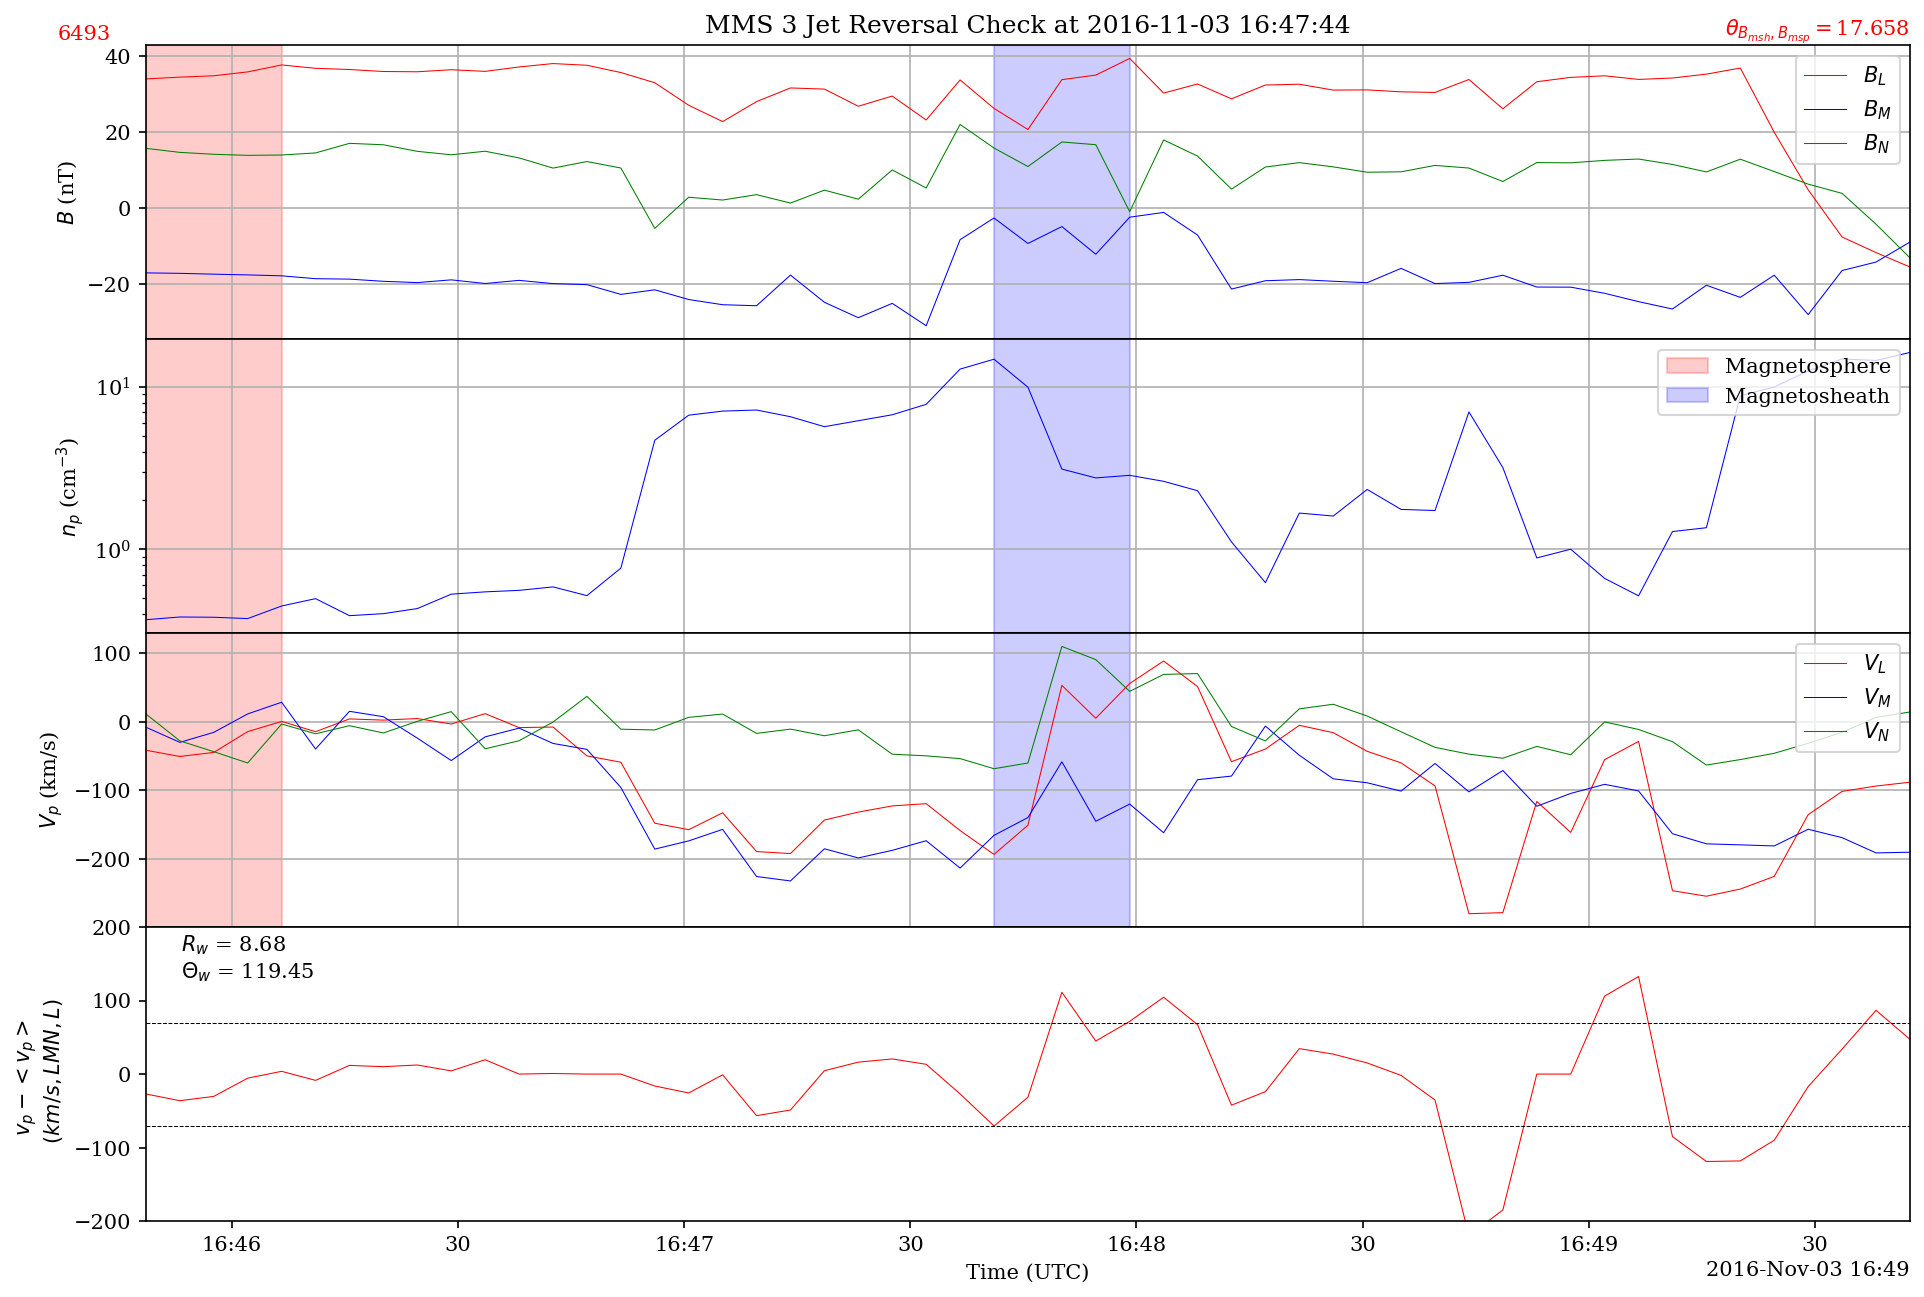 MMS 3 Jet Reversal Check at 2016-11-03 16:47:44
6493
θ_{B_{msh}, B_{msp}} = 17.658
40
20
0
−20
B (nT)
B_L
B_M
B_N
10^1
10^0
n_p (cm^{−3})
Magnetosphere
Magnetosheath
100
0
−100
−200
V_p (km/s)
V_L
V_M
V_N
200
100
0
−100
−200
v_p − < v_p >
(km/s, LMN, L)
R_w = 8.68
Θ_w = 119.45
16:46 30 16:47 30 16:48 30 16:49 30
Time (UTC)
2016-Nov-03 16:49